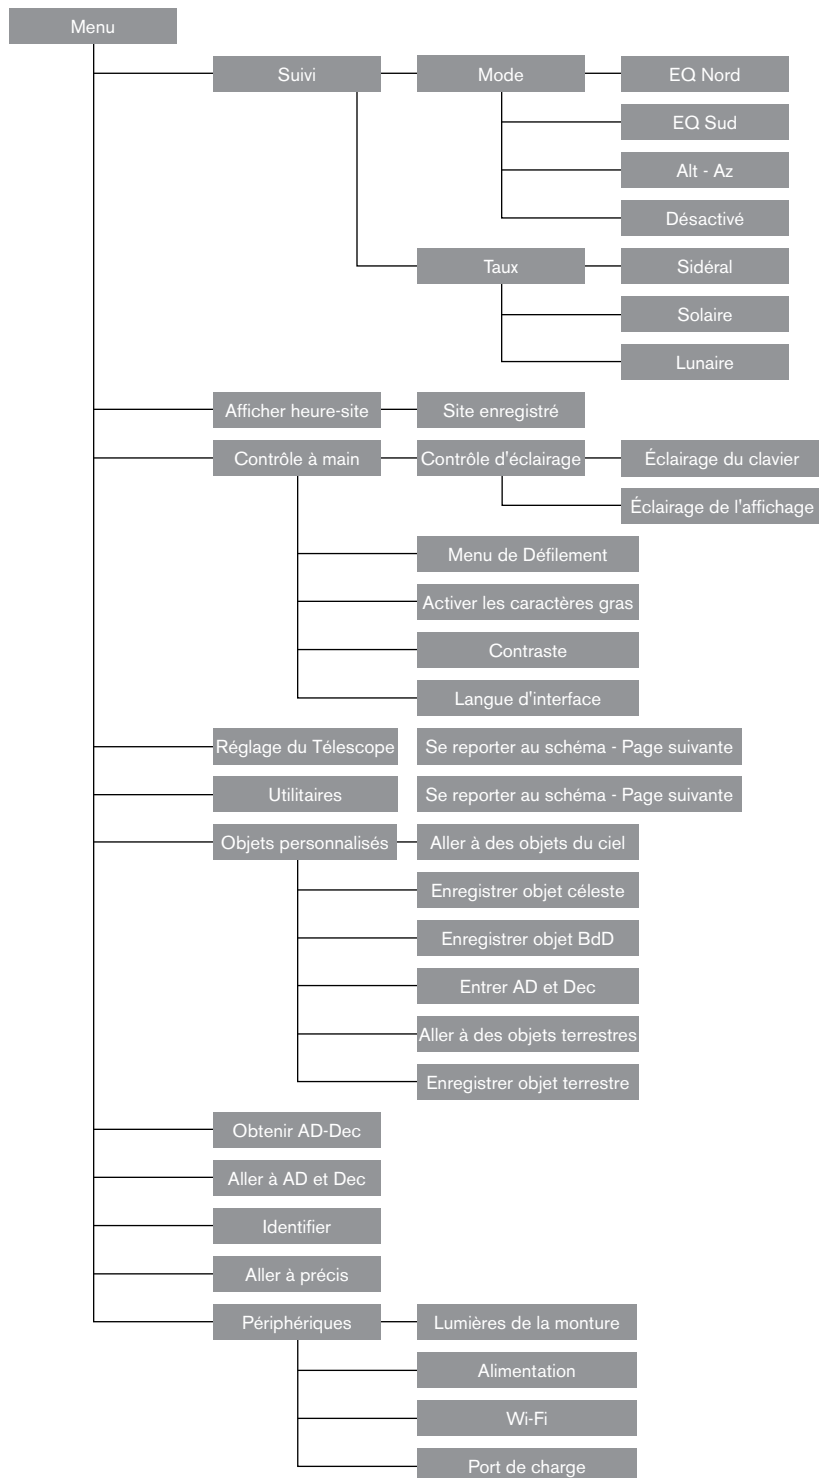 Menu
Suivi
Mode
EQ Nord
EQ Sud
Alt - Az
Désactivé
Taux
Sidéral
Solaire
Lunaire
Afficher heure-site
Site enregistré
Contrôle à main
Contrôle d'éclairage
Éclairage du clavier
Éclairage de l'affichage
Menu de Défilement
Activer les caractères gras
Contraste
Langue d'interface
Réglage du Télescope
Se reporter au schéma - Page suivante
Utilitaires
Se reporter au schéma - Page suivante
Objets personnalisés
Aller à des objets du ciel
Enregistrer objet céleste
Enregistrer objet BdD
Entrer AD et Dec
Aller à des objets terrestres
Enregistrer objet terrestre
Obtenir AD-Dec
Aller à AD et Dec
Identifier
Aller à précis
Périphériques
Lumières de la monture
Alimentation
Wi-Fi
Port de charge